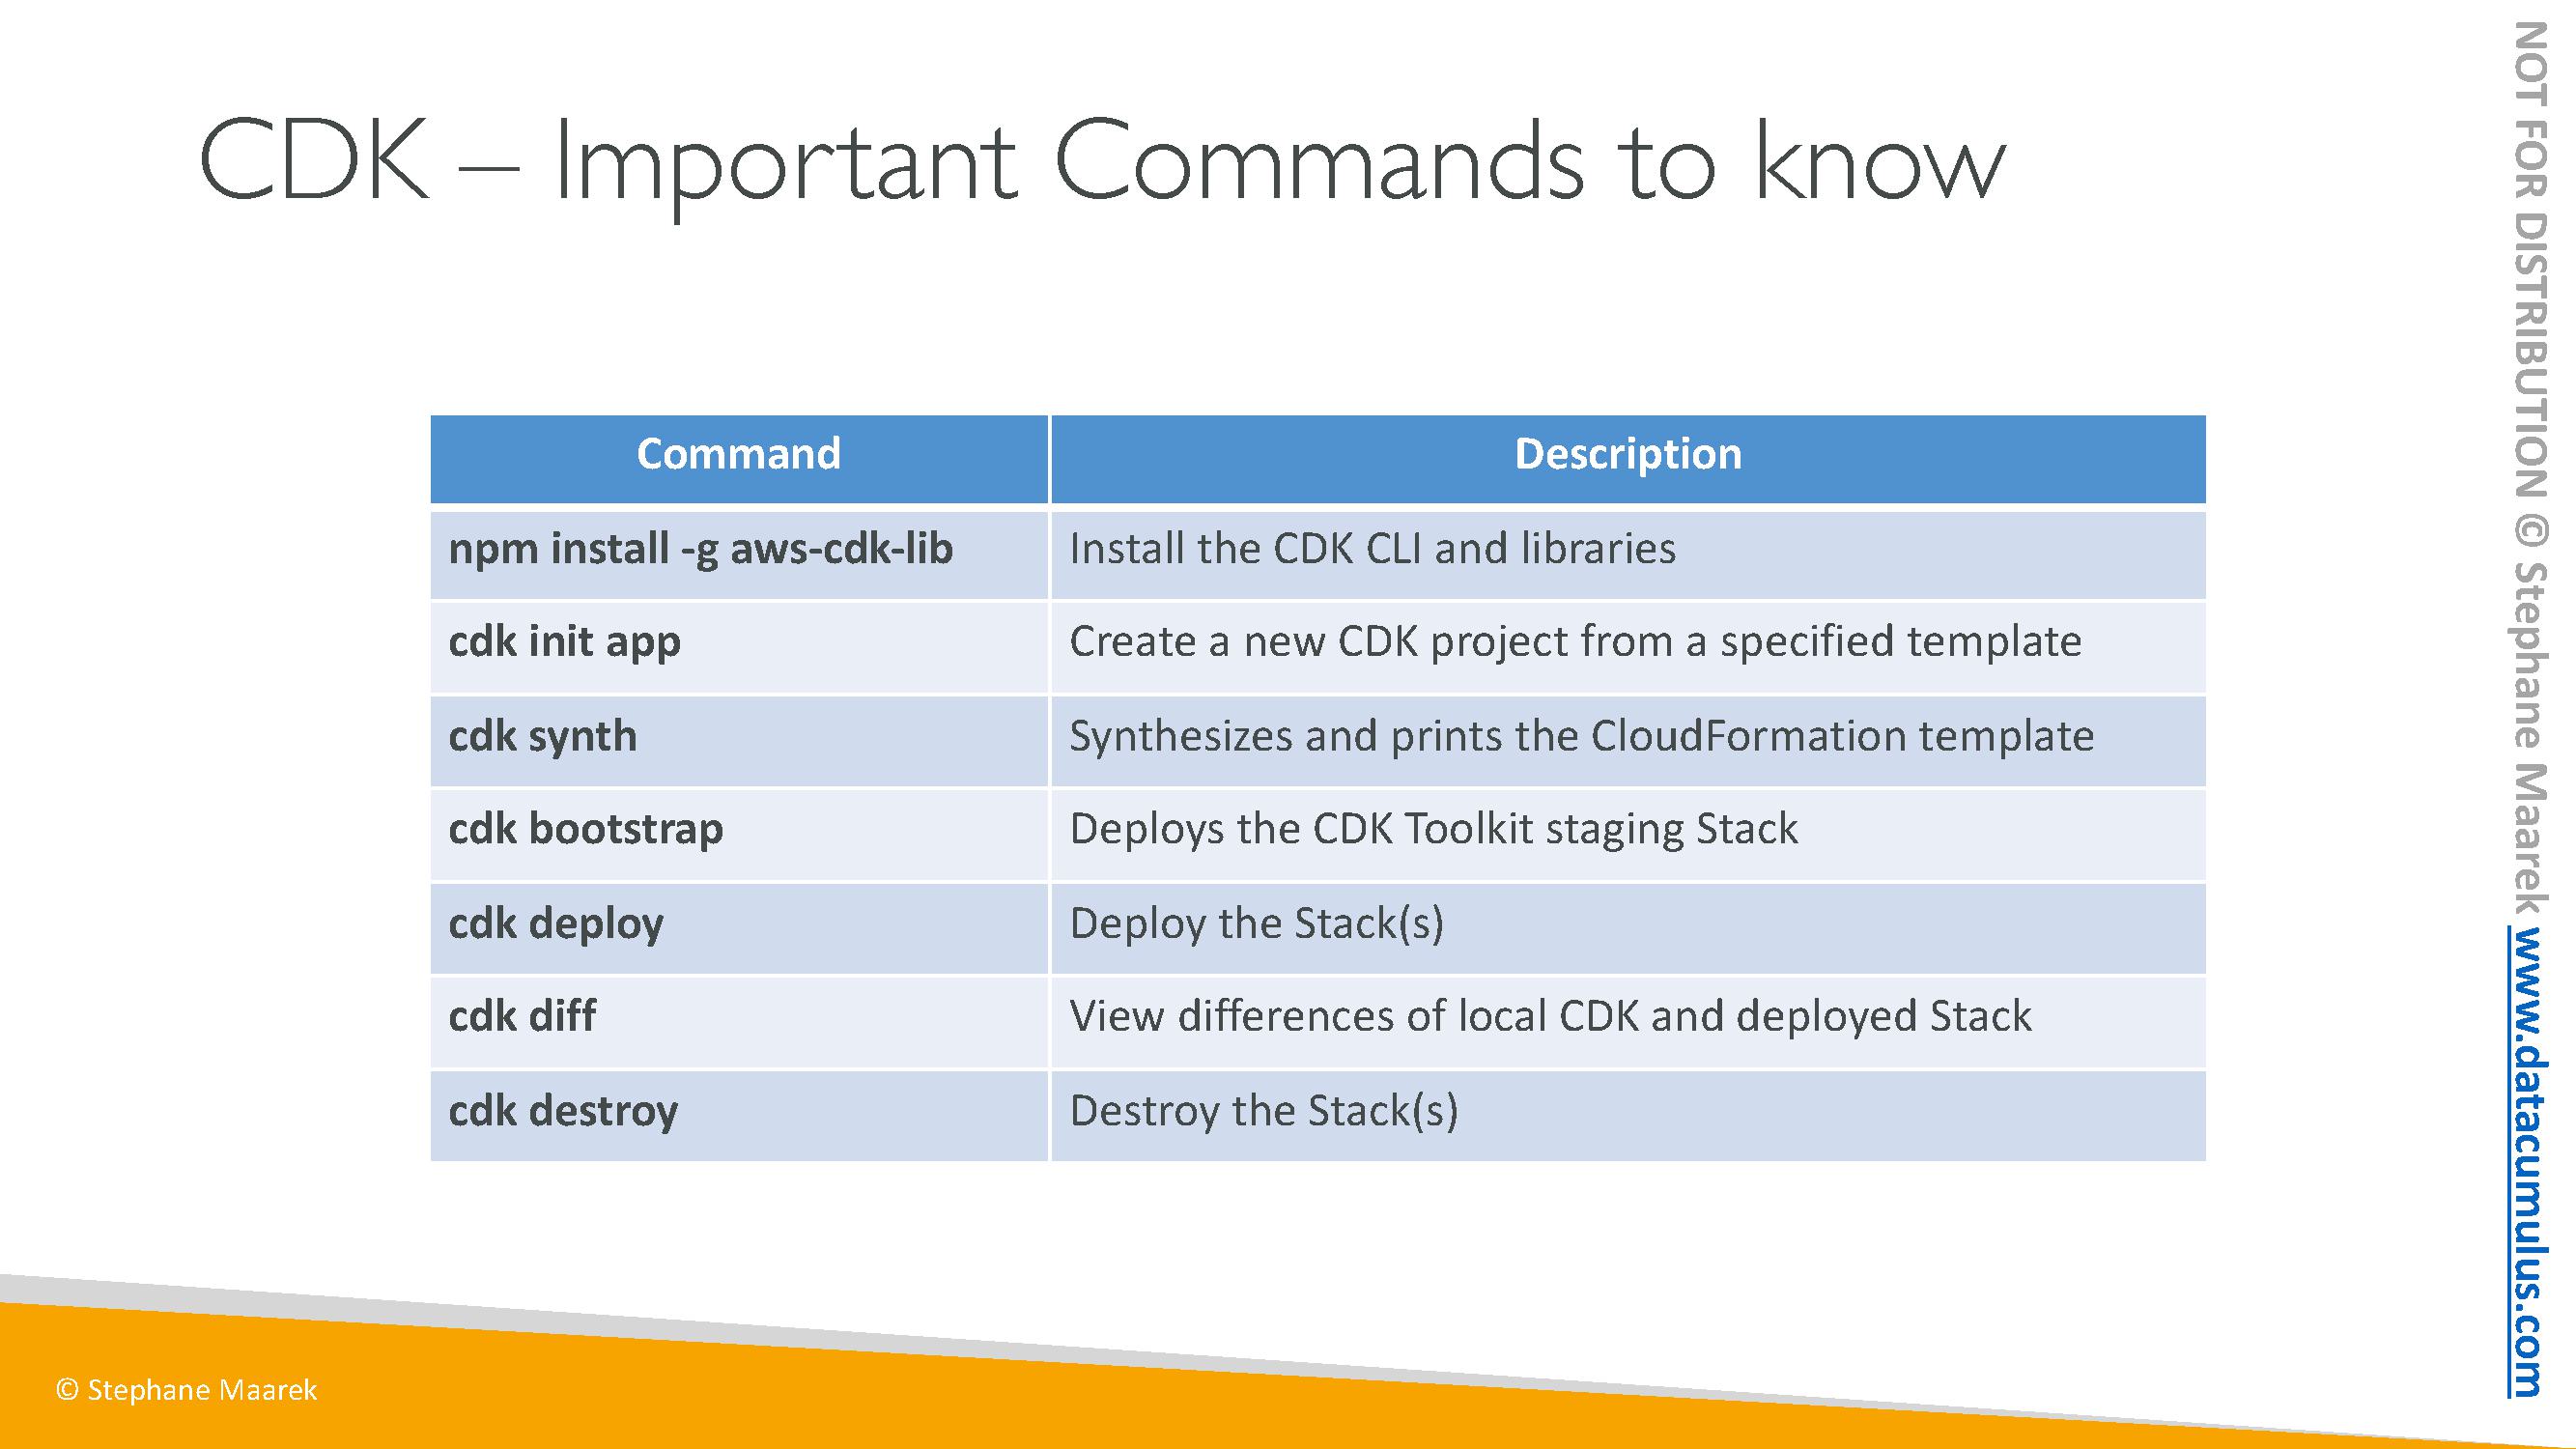 CDK – Important Commands to know
Command Description
npm install -g aws-cdk-lib Install the CDK CLI and libraries
cdk init app Create a new CDK project from a specified template
cdk synth Synthesizes and prints the CloudFormation template
cdk bootstrap Deploys the CDK Toolkit staging Stack
cdk deploy Deploy the Stack(s)
cdk diff View differences of local CDK and deployed Stack
cdk destroy Destroy the Stack(s)
© Stephane Maarek
NOT FOR DISTRIBUTION © Stephane Maarek www.datacumulus.com